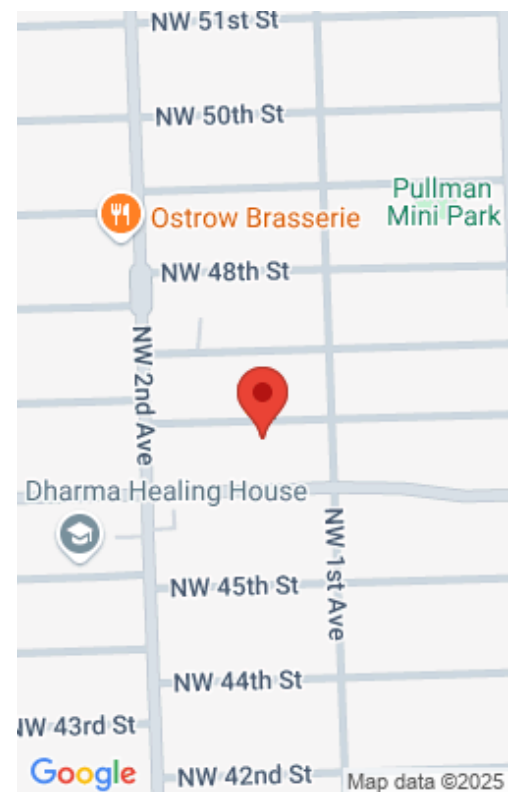 NW 51st St
NW 50th St
Pullman
Mini Park
Ostrow Brasserie
NW 48th St
NW 2nd Ave
Dharma Healing House
NW 1st Ave
NW 45th St
NW 44th St
NW 43rd St
Google
NW 42nd St
Map data ©2025